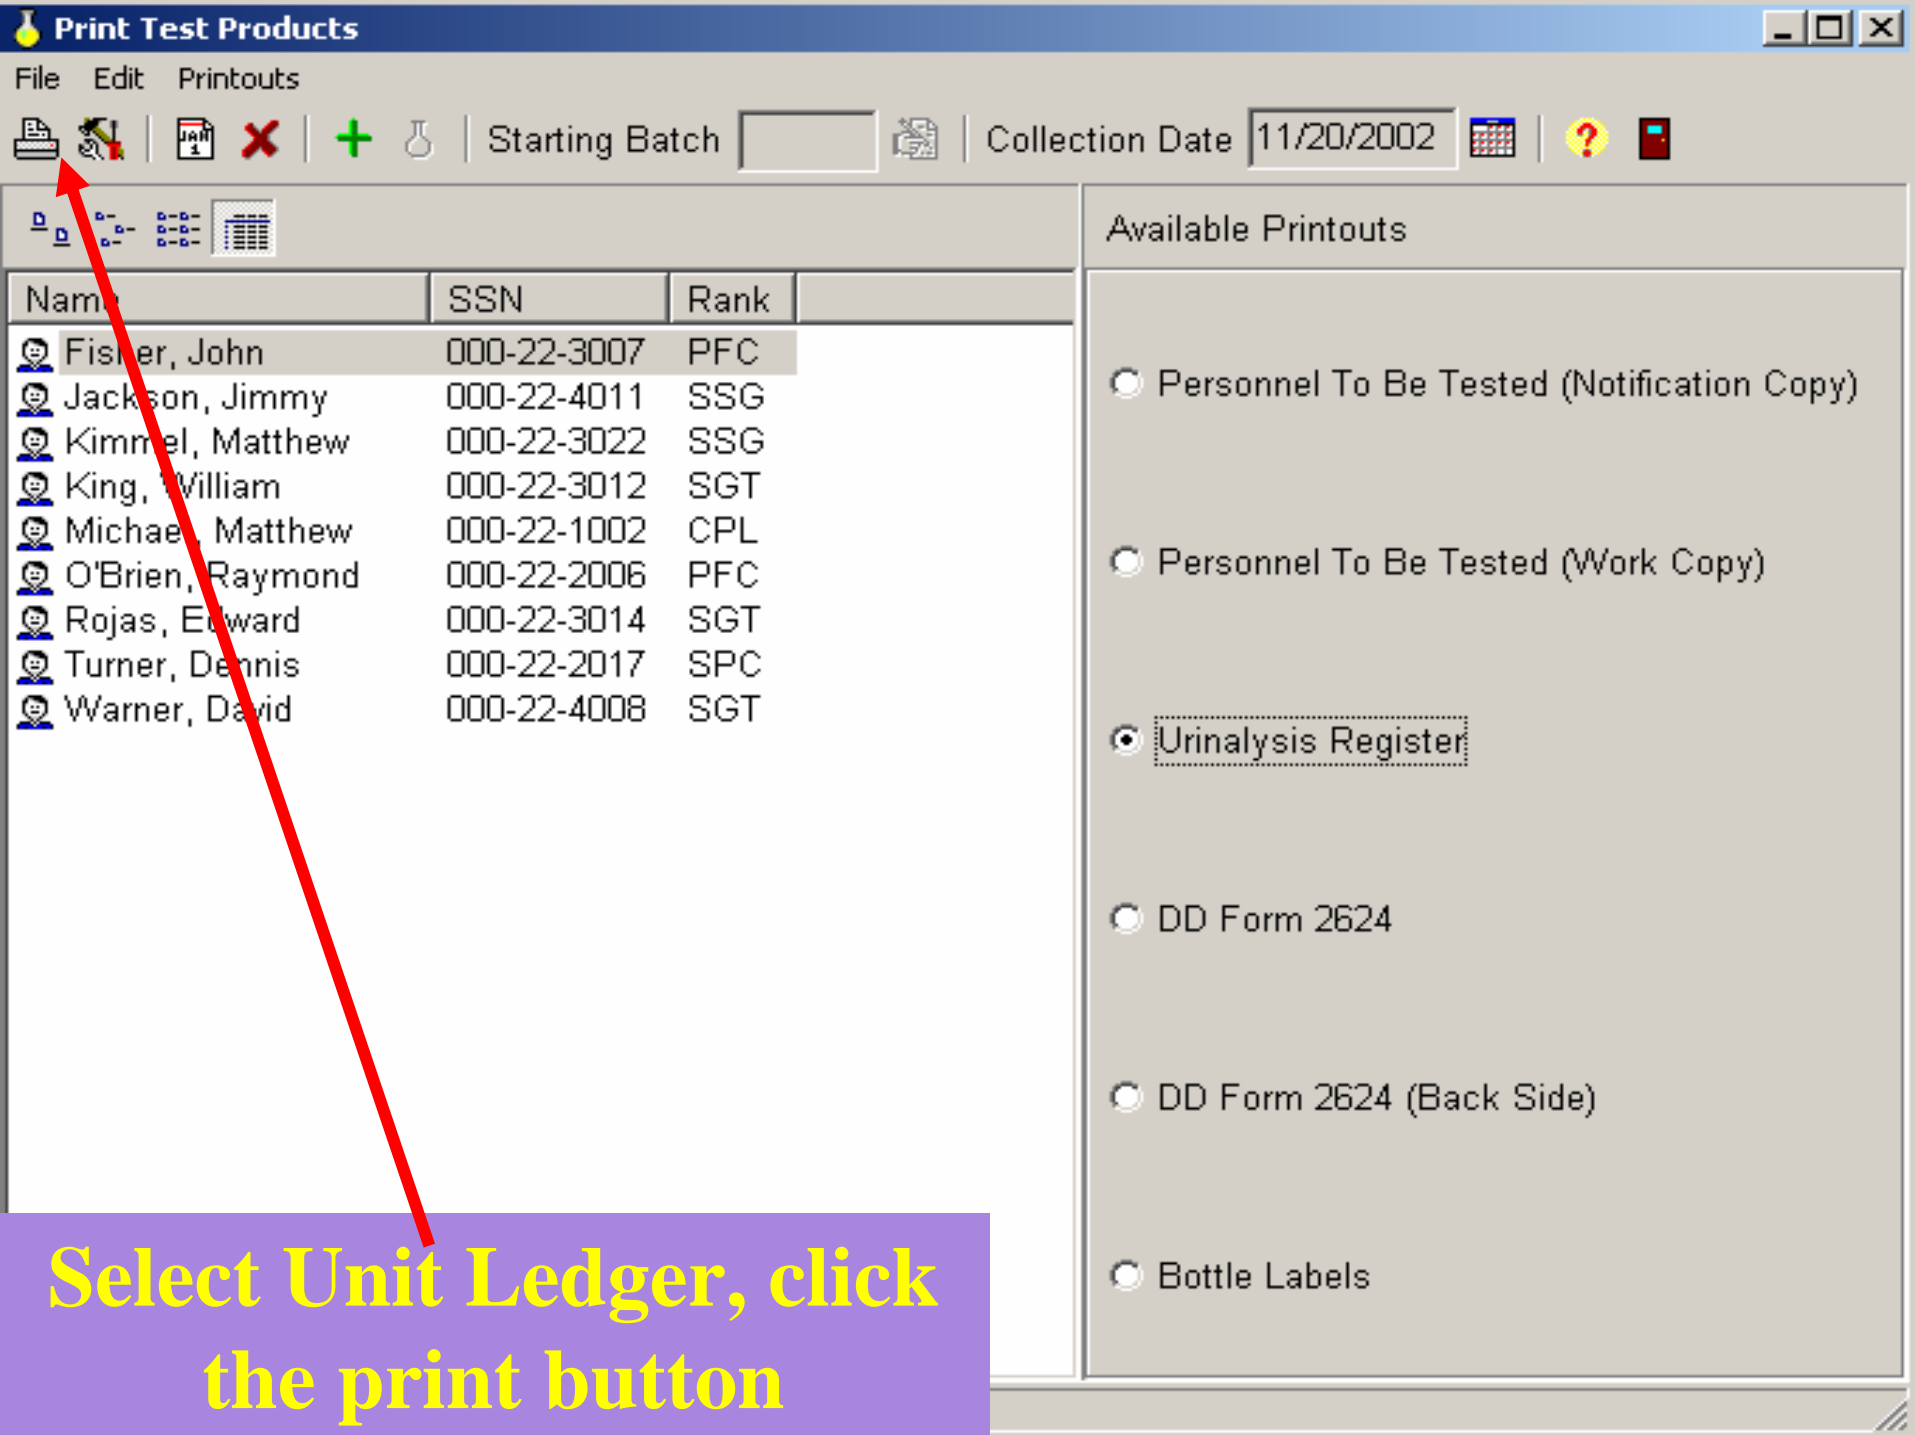 Print Test Products
File Edit Printouts
JAN 1 Starting Batch Collection Date 11/20/2002 ?
Available Printouts
Name SSN Rank
Fisher, John 000-22-3007 PFC
Jackson, Jimmy 000-22-4011 SSG
Kimmel, Matthew 000-22-3022 SSG
King, William 000-22-3012 SGT
Michael, Matthew 000-22-1002 CPL
O'Brien, Raymond 000-22-2006 PFC
Rojas, Edward 000-22-3014 SGT
Turner, Dennis 000-22-2017 SPC
Warner, David 000-22-4008 SGT
Personnel To Be Tested (Notification Copy)
Personnel To Be Tested (Work Copy)
Urinalysis Register
DD Form 2624
DD Form 2624 (Back Side)
Bottle Labels
Select Unit Ledger, click
the print button